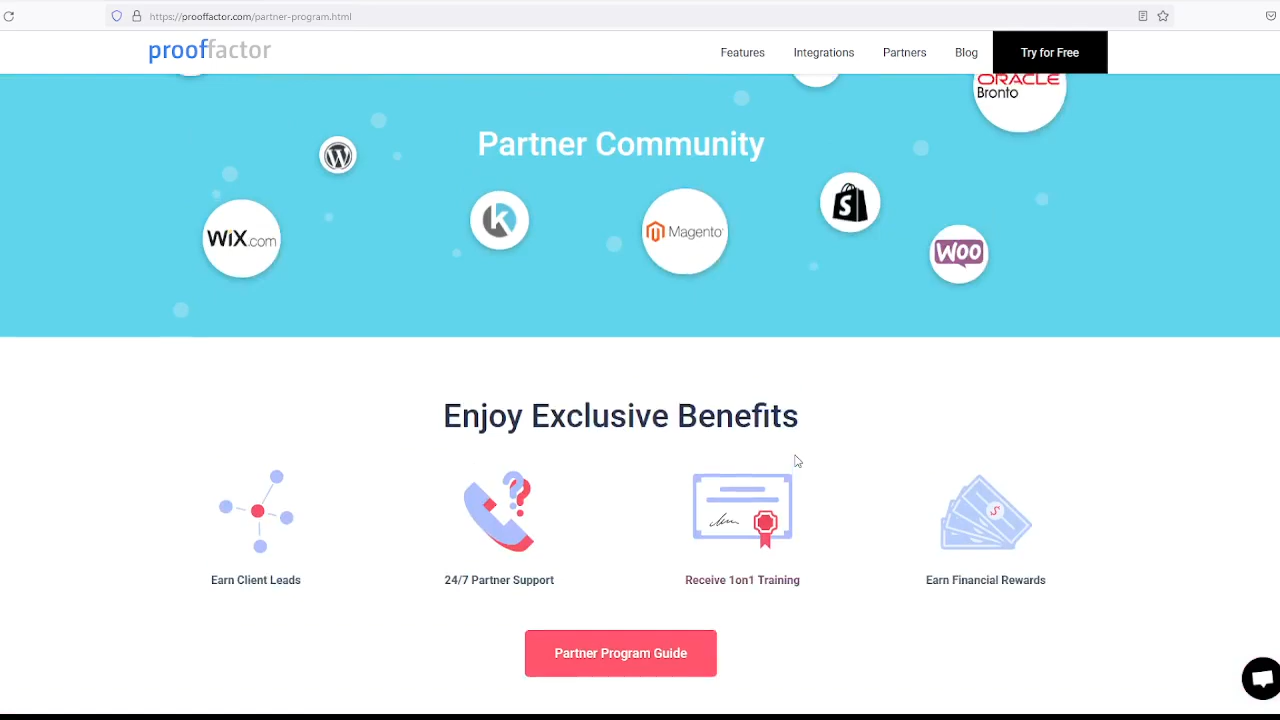 https://prooffactor.com/partner-program.html
prooffactor
Features
Integrations
Partners
Blog
Try for Free
ORACLE
Bronto
Partner Community
WiX.com
Magento
WOO
Enjoy Exclusive Benefits
Earn Client Leads
24/7 Partner Support
Receive 1on1 Training
Earn Financial Rewards
Partner Program Guide